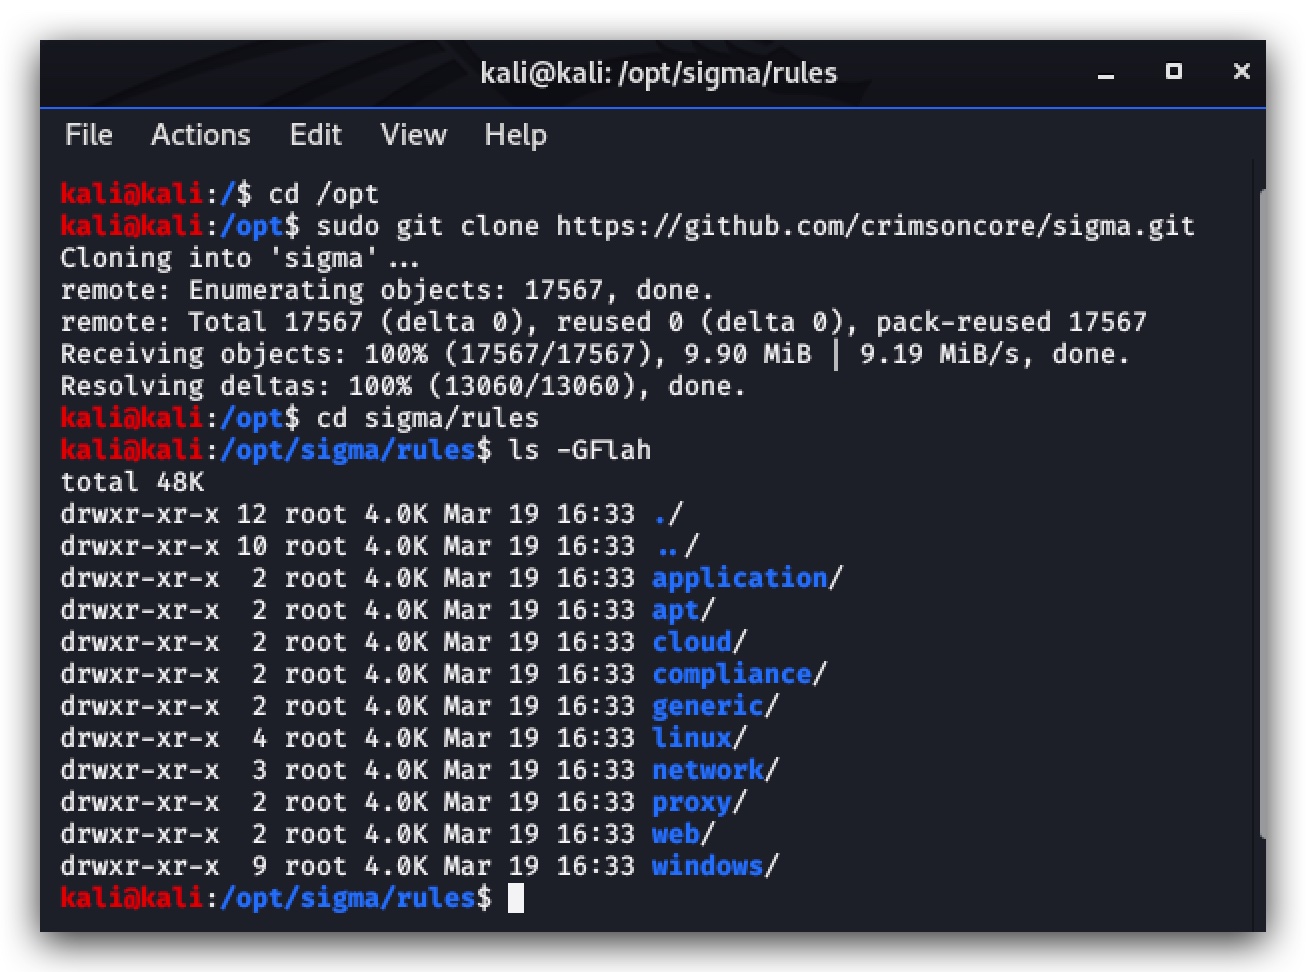 kali@kali: /opt/sigma/rules
File Actions Edit View Help
kali@kali:/$ cd /opt
kali@kali:/opt$ sudo git clone https://github.com/crimsoncore/sigma.git
Cloning into 'sigma'...
remote: Enumerating objects: 17567, done.
remote: Total 17567 (delta 0), reused 0 (delta 0), pack-reused 17567
Receiving objects: 100% (17567/17567), 9.90 MiB | 9.19 MiB/s, done.
Resolving deltas: 100% (13060/13060), done.
kali@kali:/opt$ cd sigma/rules
kali@kali:/opt/sigma/rules$ ls -GFlah
total 48K
drwxr-xr-x 12 root 4.0K Mar 19 16:33 ./
drwxr-xr-x 10 root 4.0K Mar 19 16:33 ../
drwxr-xr-x  2 root 4.0K Mar 19 16:33 application/
drwxr-xr-x  2 root 4.0K Mar 19 16:33 apt/
drwxr-xr-x  2 root 4.0K Mar 19 16:33 cloud/
drwxr-xr-x  2 root 4.0K Mar 19 16:33 compliance/
drwxr-xr-x  2 root 4.0K Mar 19 16:33 generic/
drwxr-xr-x  4 root 4.0K Mar 19 16:33 linux/
drwxr-xr-x  3 root 4.0K Mar 19 16:33 network/
drwxr-xr-x  2 root 4.0K Mar 19 16:33 proxy/
drwxr-xr-x  2 root 4.0K Mar 19 16:33 web/
drwxr-xr-x  9 root 4.0K Mar 19 16:33 windows/
kali@kali:/opt/sigma/rules$